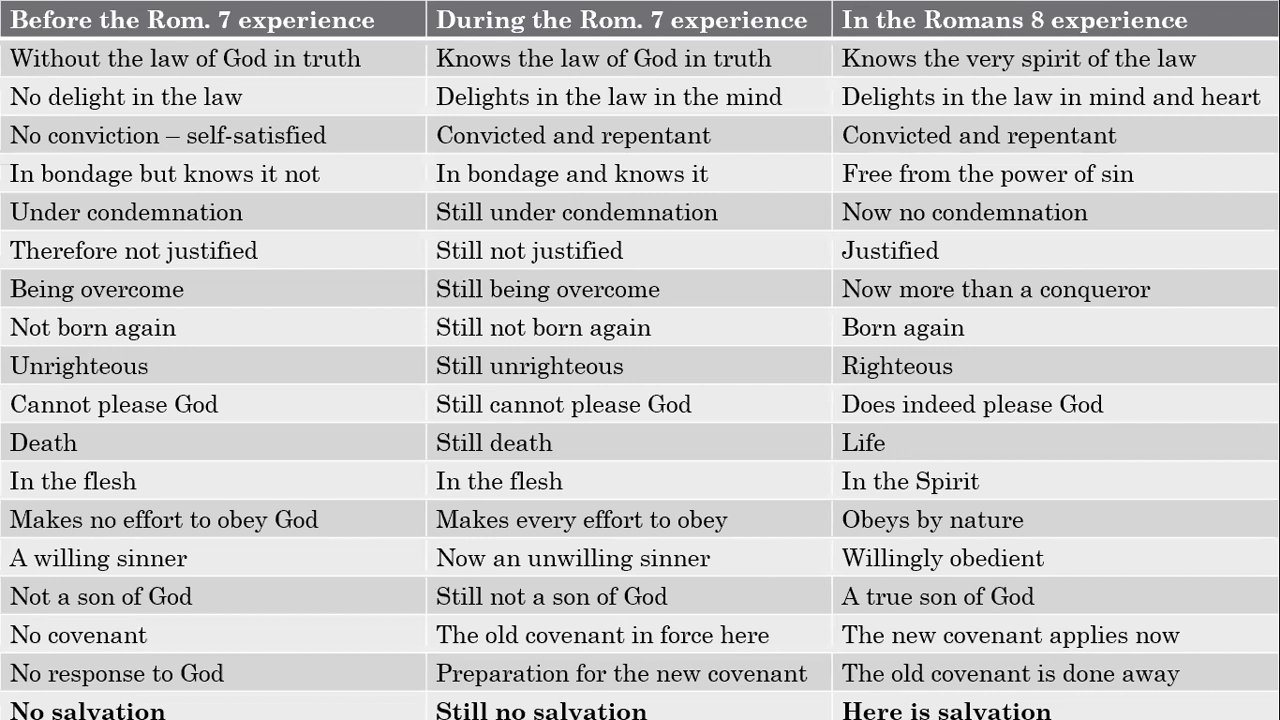 Before the Rom. 7 experience During the Rom. 7 experience In the Romans 8 experience
Without the law of God in truth Knows the law of God in truth Knows the very spirit of the law
No delight in the law Delights in the law in the mind Delights in the law in mind and heart
No conviction – self-satisfied Convicted and repentant Convicted and repentant
In bondage but knows it not In bondage and knows it Free from the power of sin
Under condemnation Still under condemnation Now no condemnation
Therefore not justified Still not justified Justified
Being overcome Still being overcome Now more than a conqueror
Not born again Still not born again Born again
Unrighteous Still unrighteous Righteous
Cannot please God Still cannot please God Does indeed please God
Death Still death Life
In the flesh In the flesh In the Spirit
Makes no effort to obey God Makes every effort to obey Obeys by nature
A willing sinner Now an unwilling sinner Willingly obedient
Not a son of God Still not a son of God A true son of God
No covenant The old covenant in force here The new covenant applies now
No response to God Preparation for the new covenant The old covenant is done away
No salvation Still no salvation Here is salvation